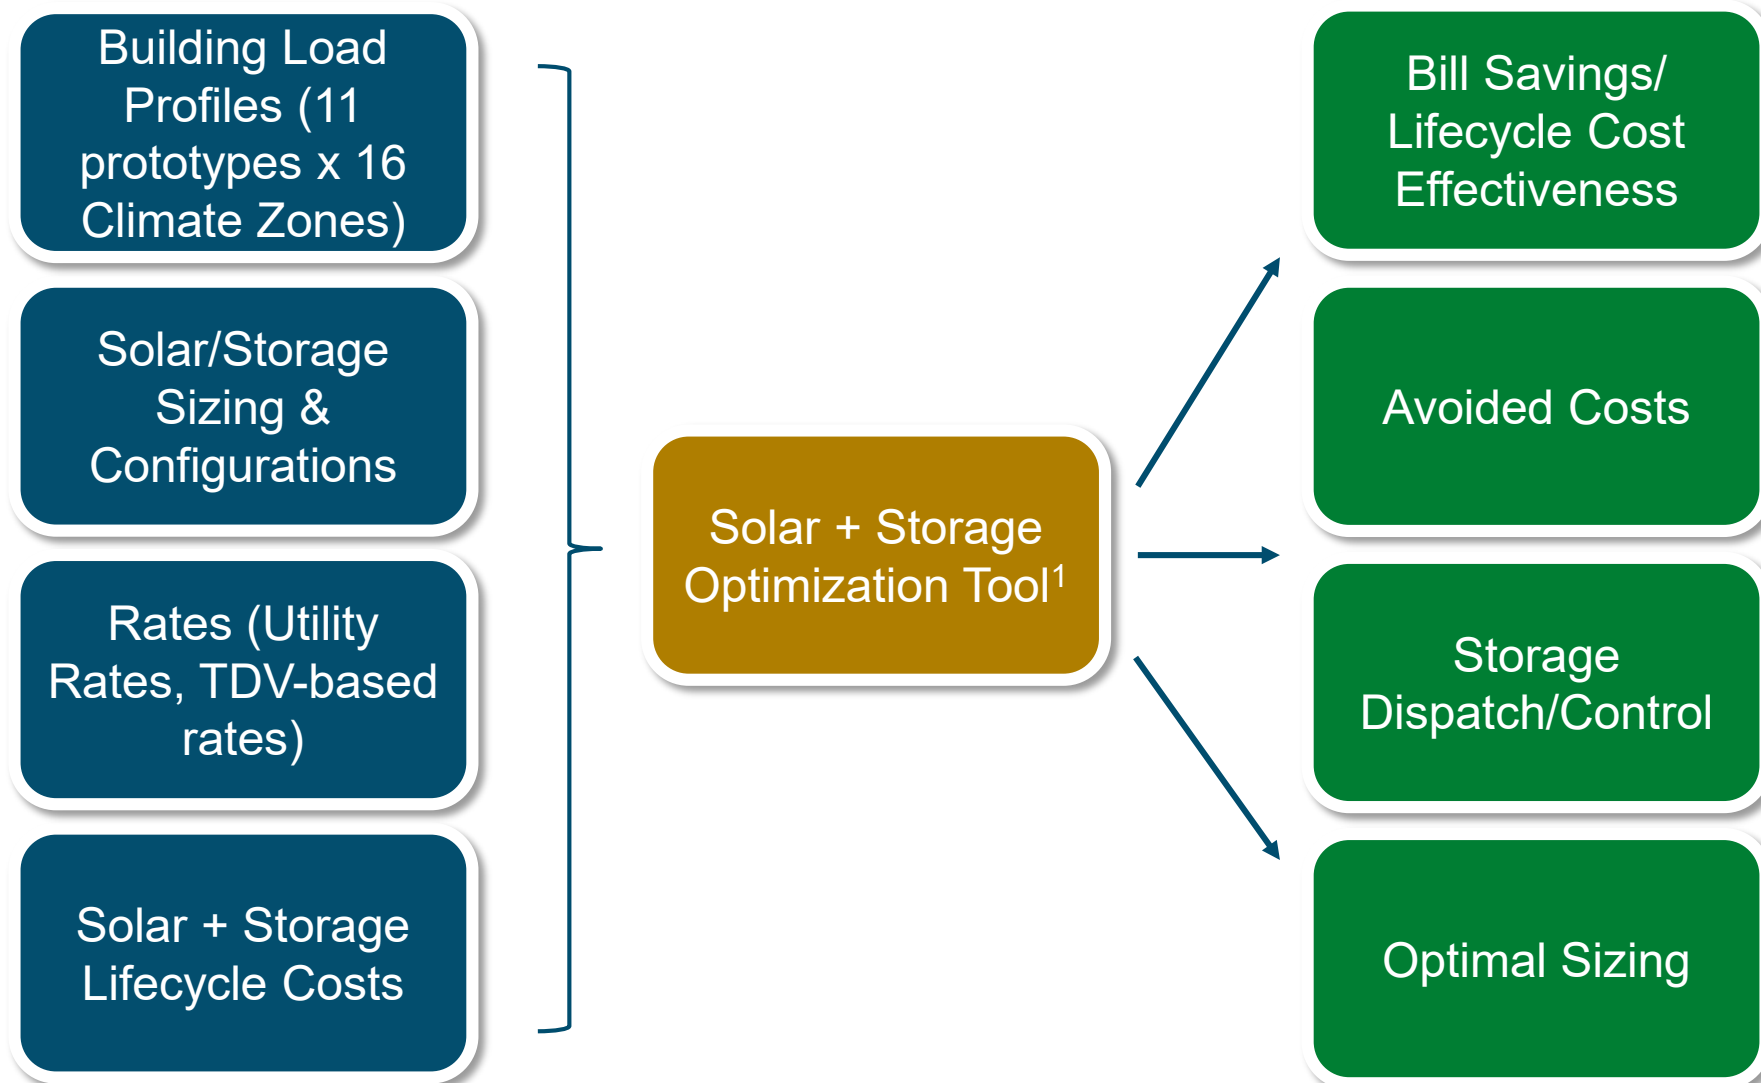 Building Load
Profiles (11
prototypes x 16
Climate Zones)
Solar/Storage
Sizing &
Configurations
Rates (Utility
Rates, TDV-based
rates)
Solar + Storage
Lifecycle Costs
Solar + Storage
Optimization Tool¹
Bill Savings/
Lifecycle Cost
Effectiveness
Avoided Costs
Storage
Dispatch/Control
Optimal Sizing